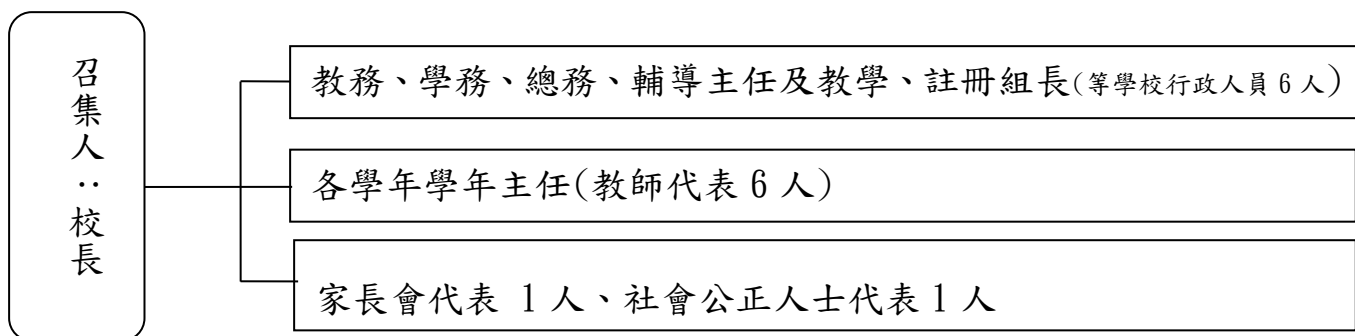 召集人：校長
教務、學務、總務、輔導主任及教學、註冊組長(等學校行政人員 6 人)
各學年學年主任(教師代表 6 人)
家長會代表 1 人、社會公正人士代表 1 人